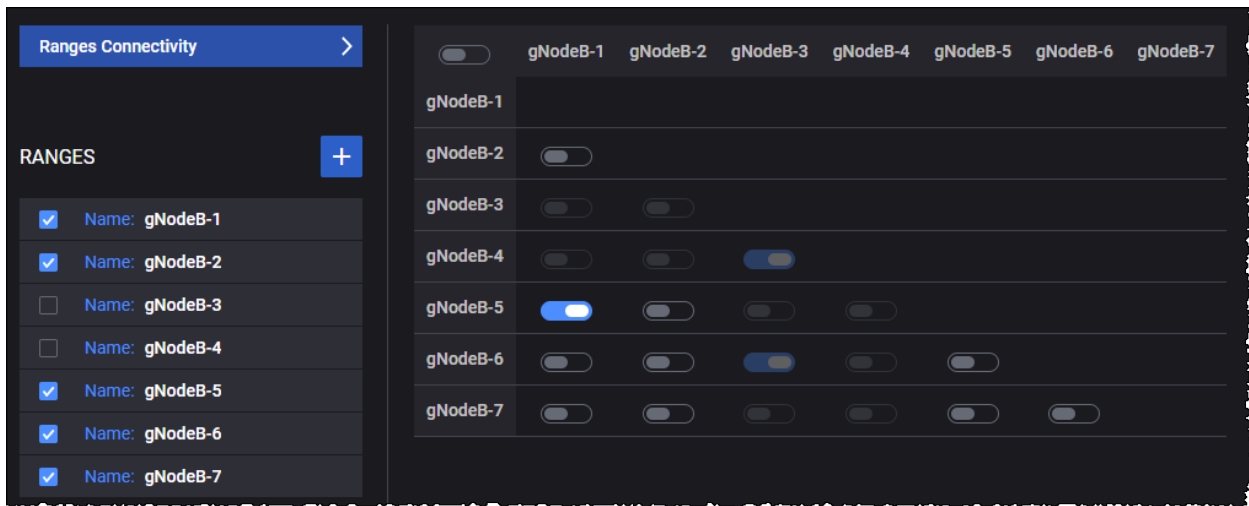 Ranges Connectivity
RANGES
+
Name: gNodeB-1
Name: gNodeB-2
Name: gNodeB-3
Name: gNodeB-4
Name: gNodeB-5
Name: gNodeB-6
Name: gNodeB-7
gNodeB-1 gNodeB-2 gNodeB-3 gNodeB-4 gNodeB-5 gNodeB-6 gNodeB-7
gNodeB-1
gNodeB-2
gNodeB-3
gNodeB-4
gNodeB-5
gNodeB-6
gNodeB-7